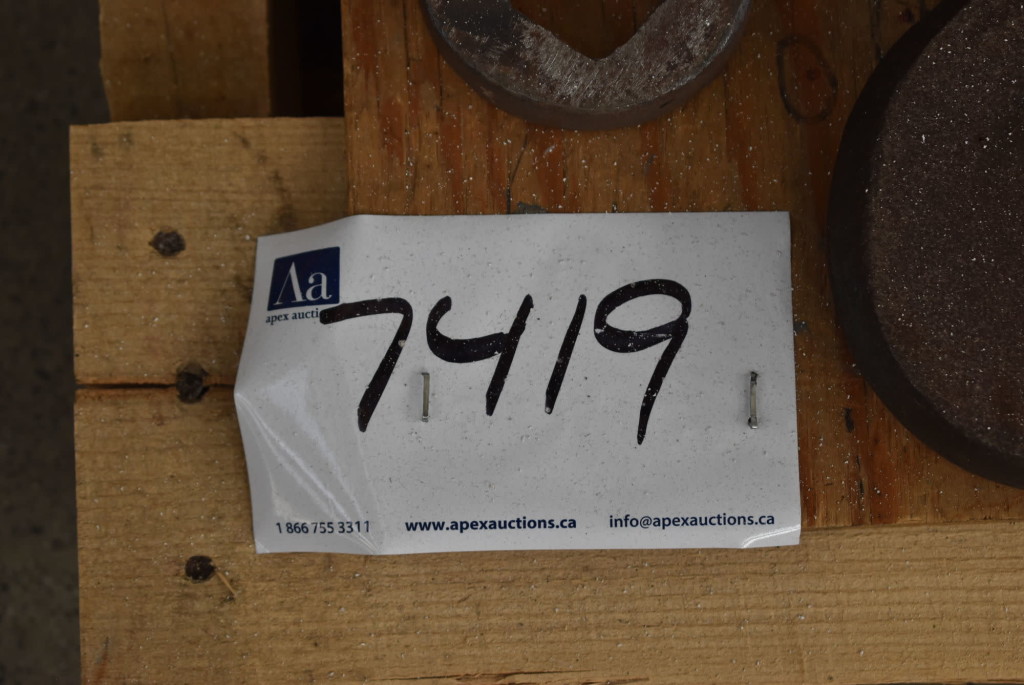 Aa
apex aucti
7419
1 866 755 3311 www.apexauctions.ca info@apexauctions.ca